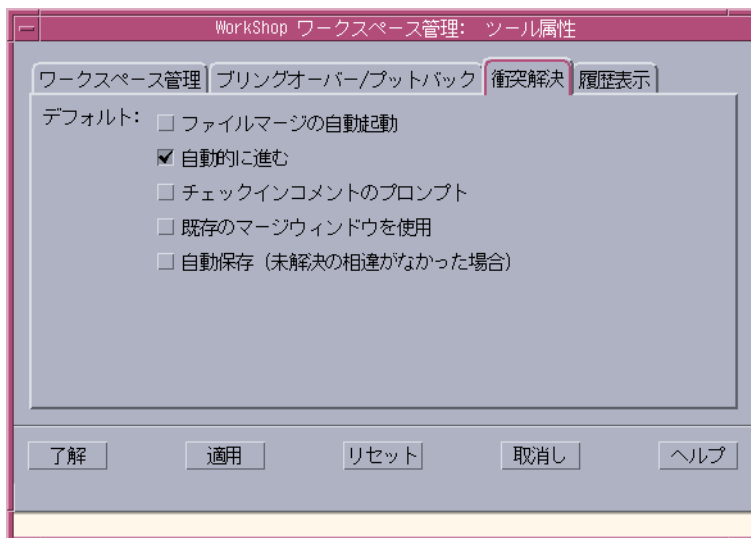 WorkShop ワークスペース管理: ツール属性
ワークスペース管理 ブリングオーバー/プットバック 衝突解決 履歴表示
デフォルト: ファイルマージの自動起動
自動的に進む
チェックインコメントのプロンプト
既存のマージウィンドウを使用
自動保存 (未解決の相違がなかった場合)
了解 適用 リセット 取消し ヘルプ